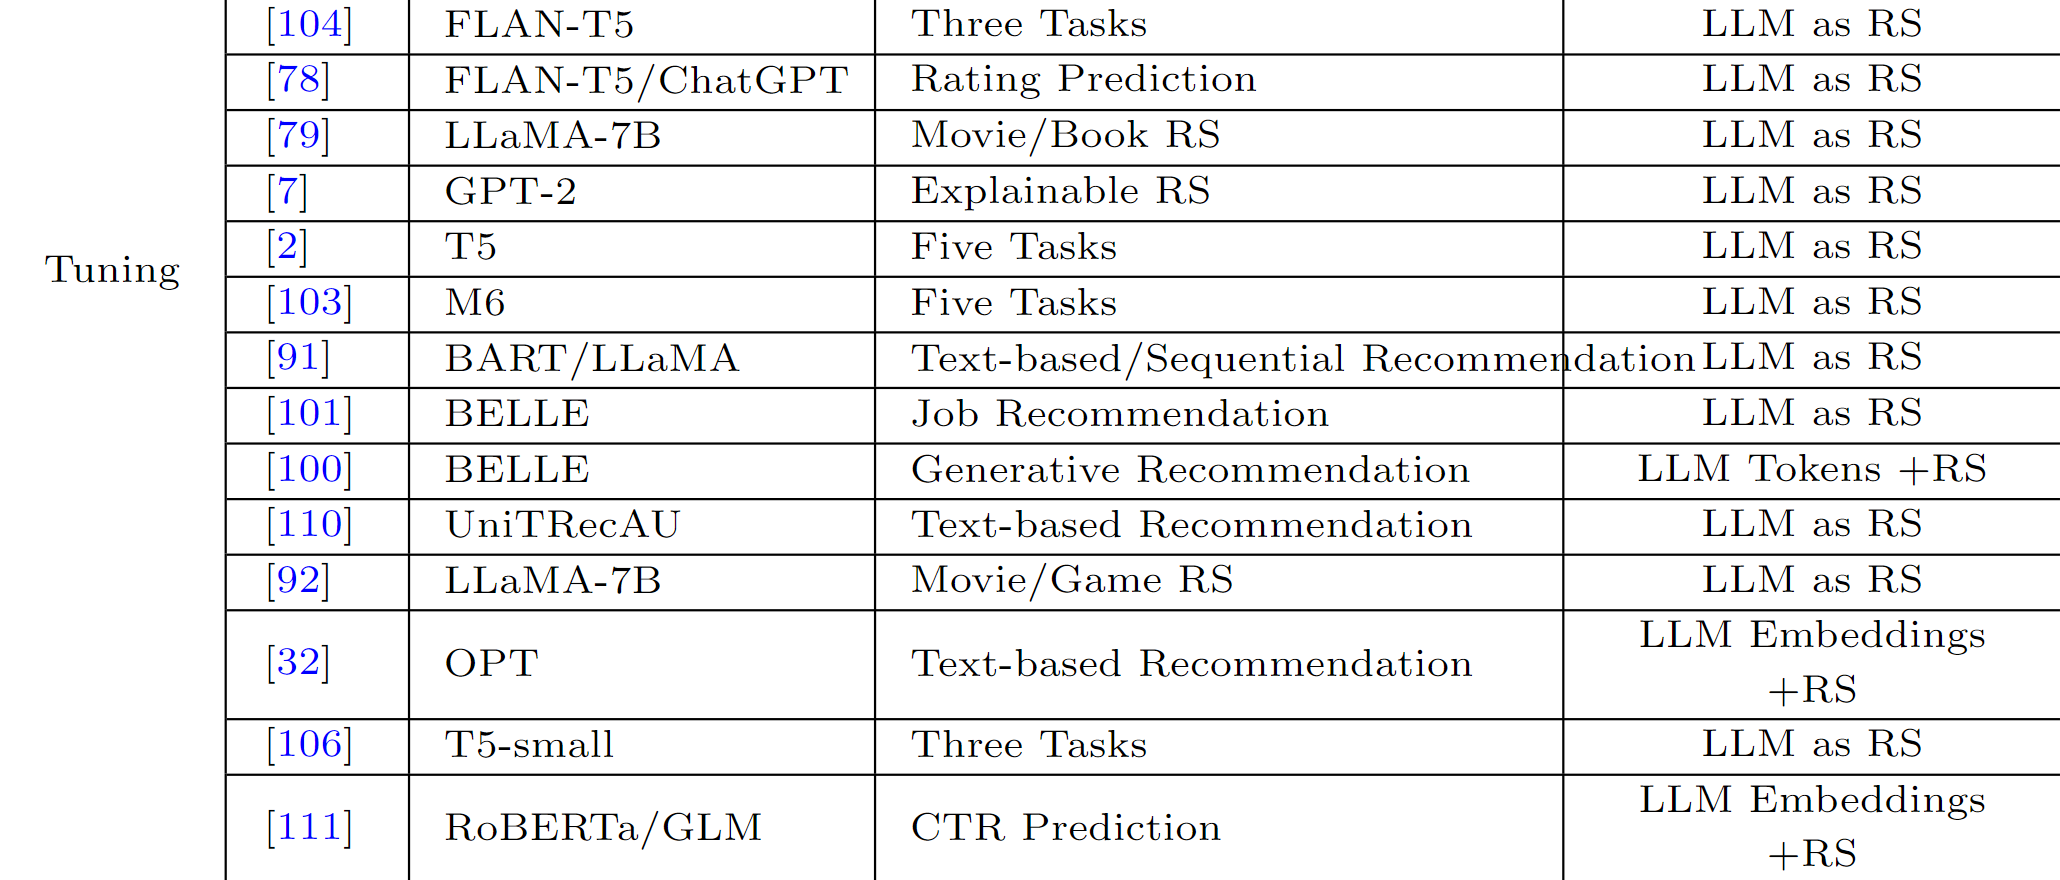 [104] FLAN-T5 Three Tasks LLM as RS
[78] FLAN-T5/ChatGPT Rating Prediction LLM as RS
[79] LLaMA-7B Movie/Book RS LLM as RS
[7] GPT-2 Explainable RS LLM as RS
[2] T5 Five Tasks LLM as RS
Tuning
[103] M6 Five Tasks LLM as RS
[91] BART/LLaMA Text-based/Sequential Recommendation LLM as RS
[101] BELLE Job Recommendation LLM as RS
[100] BELLE Generative Recommendation LLM Tokens +RS
[110] UniTRecAU Text-based Recommendation LLM as RS
[92] LLaMA-7B Movie/Game RS LLM as RS
[32] OPT Text-based Recommendation LLM Embeddings
+RS
[106] T5-small Three Tasks LLM as RS
[111] RoBERTa/GLM CTR Prediction LLM Embeddings
+RS